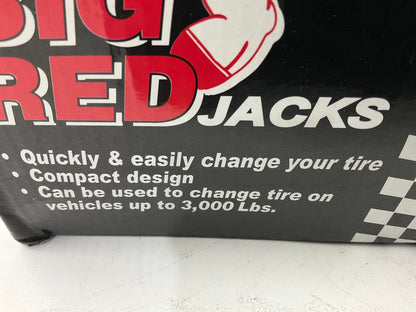 BIG
RED JACKS
• Quickly & easily change your tire
• Compact design
• Can be used to change tire on
vehicles up to 3,000 Lbs.